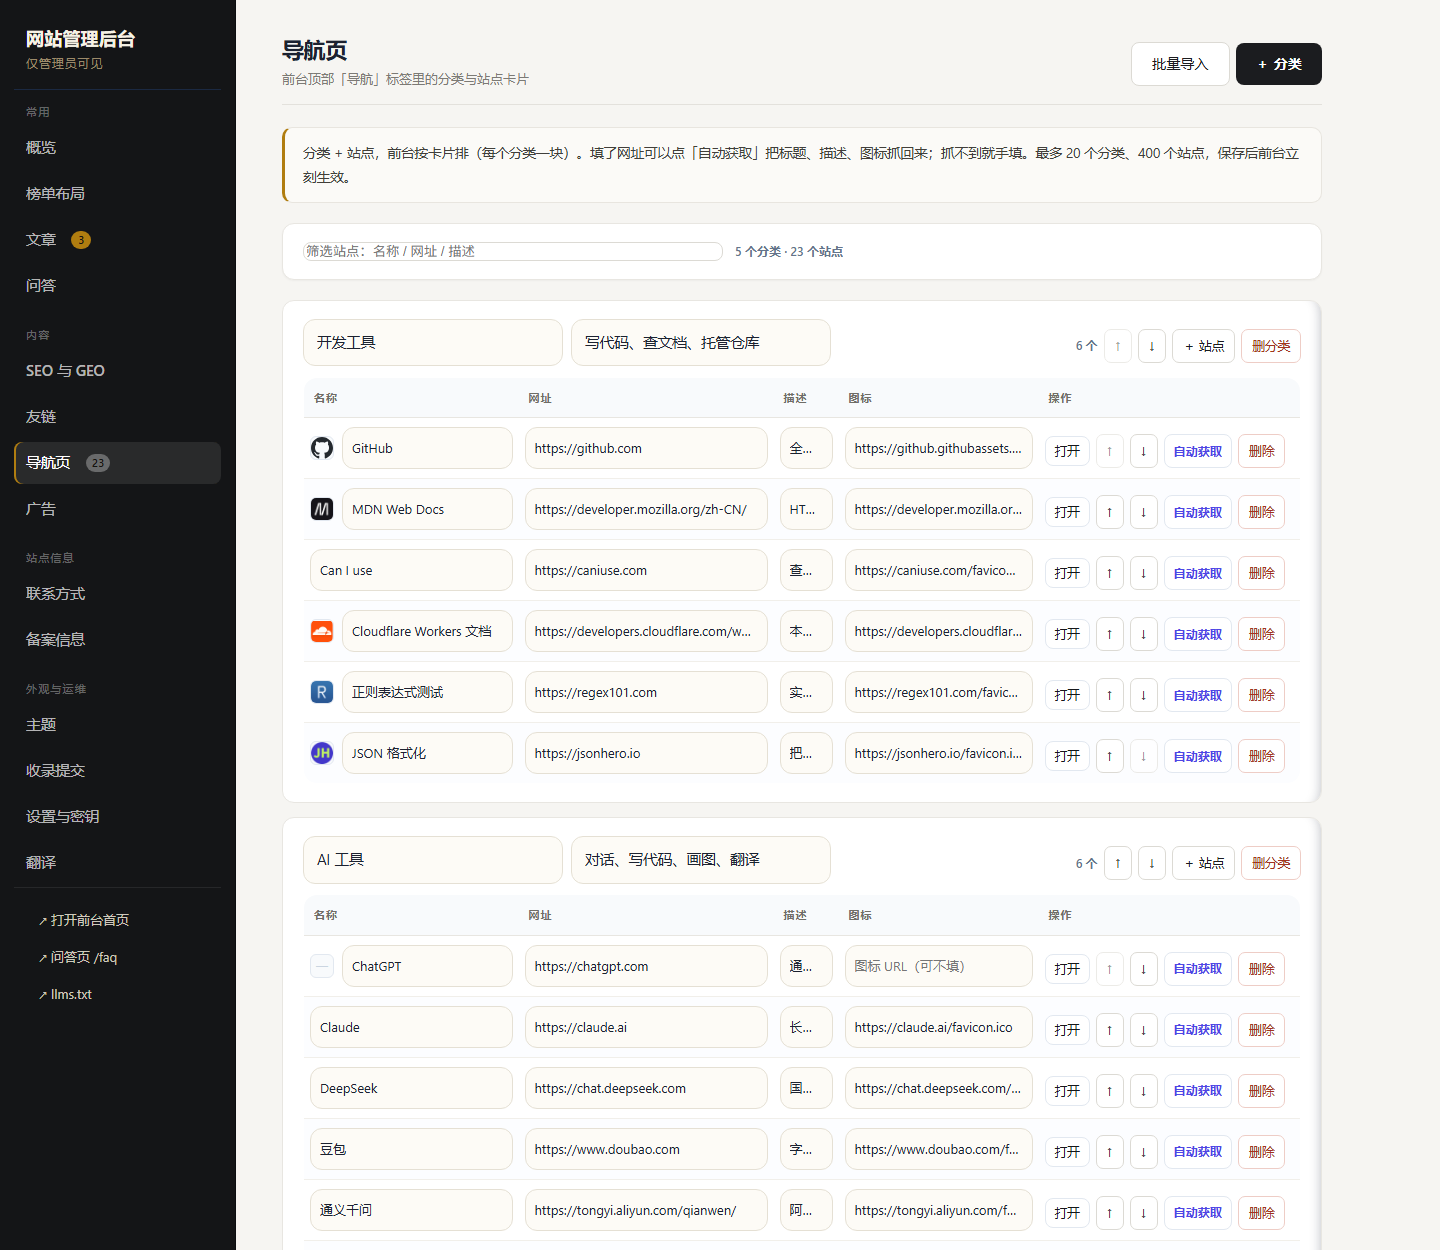 网站管理后台
仅管理员可见
常用
概览
榜单布局
文章 3
问答
内容
SEO 与 GEO
友链
导航页 23
广告
站点信息
联系方式
备案信息
外观与运维
主题
收录提交
设置与密钥
翻译
↗ 打开前台首页
↗ 问答页 /faq
↗ llms.txt
导航页
前台顶部「导航」标签里的分类与站点卡片
批量导入
+ 分类
分类 + 站点，前台按卡片排（每个分类一块）。填了网址可以点「自动获取」把标题、描述、图标抓回来；抓不到就手填。最多 20 个分类、400 个站点，保存后前台立
刻生效。
筛选站点：名称 / 网址 / 描述
5 个分类 · 23 个站点
开发工具
写代码、查文档、托管仓库
6 个 ↑ ↓ + 站点 删分类
名称 网址 描述 图标 操作
GitHub https://github.com 全... https://github.githubassets.... 打开 ↑ ↓ 自动获取 删除
MDN Web Docs https://developer.mozilla.org/zh-CN/ HT... https://developer.mozilla.or... 打开 ↑ ↓ 自动获取 删除
Can I use https://caniuse.com 查... https://caniuse.com/favico... 打开 ↑ ↓ 自动获取 删除
Cloudflare Workers 文档 https://developers.cloudflare.com/w... 本... https://developers.cloudflar... 打开 ↑ ↓ 自动获取 删除
R 正则表达式测试 https://regex101.com 实... https://regex101.com/favic... 打开 ↑ ↓ 自动获取 删除
JH JSON 格式化 https://jsonhero.io 把... https://jsonhero.io/favicon.i... 打开 ↑ ↓ 自动获取 删除
AI 工具
对话、写代码、画图、翻译
6 个 ↑ ↓ + 站点 删分类
名称 网址 描述 图标 操作
— ChatGPT https://chatgpt.com 通... 图标 URL（可不填） 打开 ↑ ↓ 自动获取 删除
Claude https://claude.ai 长... https://claude.ai/favicon.ico 打开 ↑ ↓ 自动获取 删除
DeepSeek https://chat.deepseek.com 国... https://chat.deepseek.com/... 打开 ↑ ↓ 自动获取 删除
豆包 https://www.doubao.com 字... https://www.doubao.com/f... 打开 ↑ ↓ 自动获取 删除
通义千问 https://tongyi.aliyun.com/qianwen/ 阿... https://tongyi.aliyun.com/f... 打开 ↑ ↓ 自动获取 删除